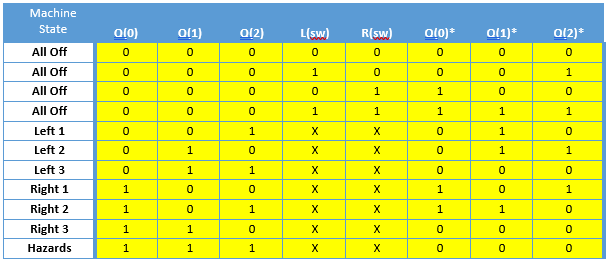 Machine State Q(0) Q(1) Q(2) L(sw) R(sw) Q(0)* Q(1)* Q(2)*
All Off 0 0 0 0 0 0 0 0
All Off 0 0 0 1 0 0 0 1
All Off 0 0 0 0 1 1 0 0
All Off 0 0 0 1 1 1 1 1
Left 1 0 0 1 X X 0 1 0
Left 2 0 1 0 X X 0 1 1
Left 3 0 1 1 X X 0 0 0
Right 1 1 0 0 X X 1 0 1
Right 2 1 0 1 X X 1 1 0
Right 3 1 1 0 X X 0 0 0
Hazards 1 1 1 X X 0 0 0